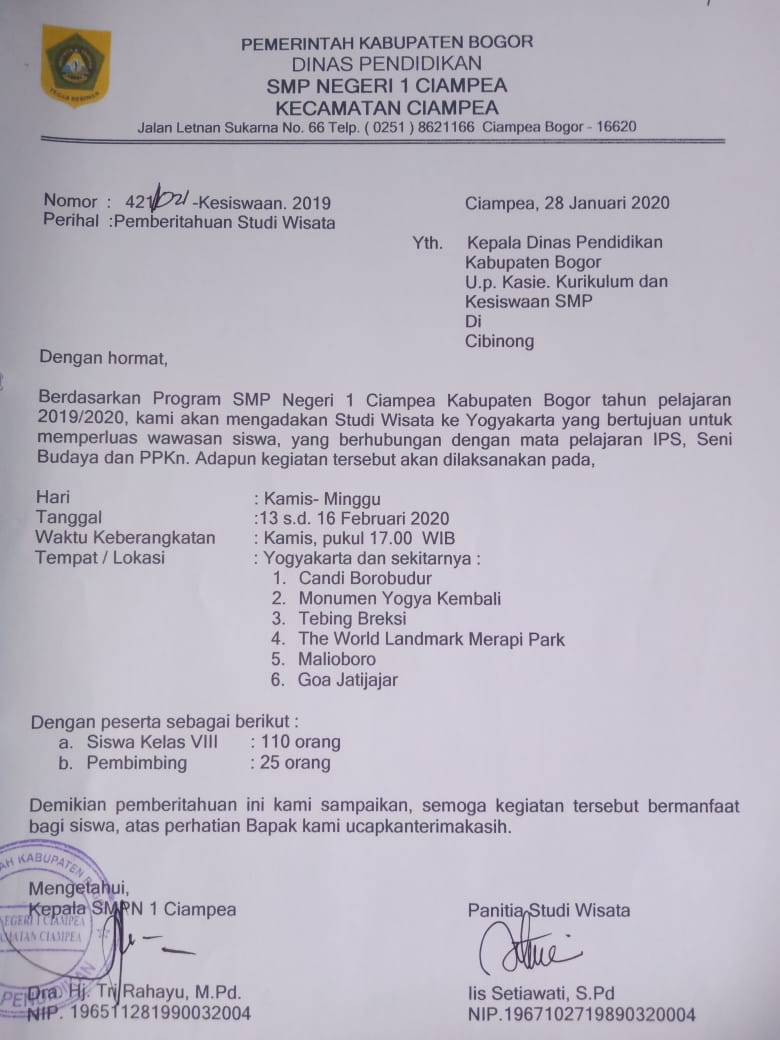 PEMERINTAH KABUPATEN BOGOR
DINAS PENDIDIKAN
SMP NEGERI 1 CIAMPEA
KECAMATAN CIAMPEA
Jalan Letnan Sukarna No. 66 Telp. ( 0251 ) 8621166 Ciampea Bogor - 16620
TEGAR BERIMAN
Nomor : 421/021-Kesiswaan. 2019
Perihal :Pemberitahuan Studi Wisata
Ciampea, 28 Januari 2020
Yth. Kepala Dinas Pendidikan
Kabupaten Bogor
U.p. Kasie. Kurikulum dan
Kesiswaan SMP
Di
Cibinong
Dengan hormat,
Berdasarkan Program SMP Negeri 1 Ciampea Kabupaten Bogor tahun pelajaran
2019/2020, kami akan mengadakan Studi Wisata ke Yogyakarta yang bertujuan untuk
memperluas wawasan siswa, yang berhubungan dengan mata pelajaran IPS, Seni
Budaya dan PPKn. Adapun kegiatan tersebut akan dilaksanakan pada,
Hari : Kamis- Minggu
Tanggal :13 s.d. 16 Februari 2020
Waktu Keberangkatan : Kamis, pukul 17.00 WIB
Tempat / Lokasi : Yogyakarta dan sekitarnya :
1. Candi Borobudur
2. Monumen Yogya Kembali
3. Tebing Breksi
4. The World Landmark Merapi Park
5. Malioboro
6. Goa Jatijajar
Dengan peserta sebagai berikut :
a. Siswa Kelas VIII : 110 orang
b. Pembimbing : 25 orang
Demikian pemberitahuan ini kami sampaikan, semoga kegiatan tersebut bermanfaat
bagi siswa, atas perhatian Bapak kami ucapkanterimakasih.
Mengetahui,
Kepala SMPN 1 Ciampea
Dra. Hj. Tri Rahayu, M.Pd.
NIP. 196511281990032004
Panitia Studi Wisata
Iis Setiawati, S.Pd
NIP.1967102719890320004
AH KABUPATEN BOG
EGERI 1 CIAMPEA
MATAN CIAMPEA
PENDIDIKAN